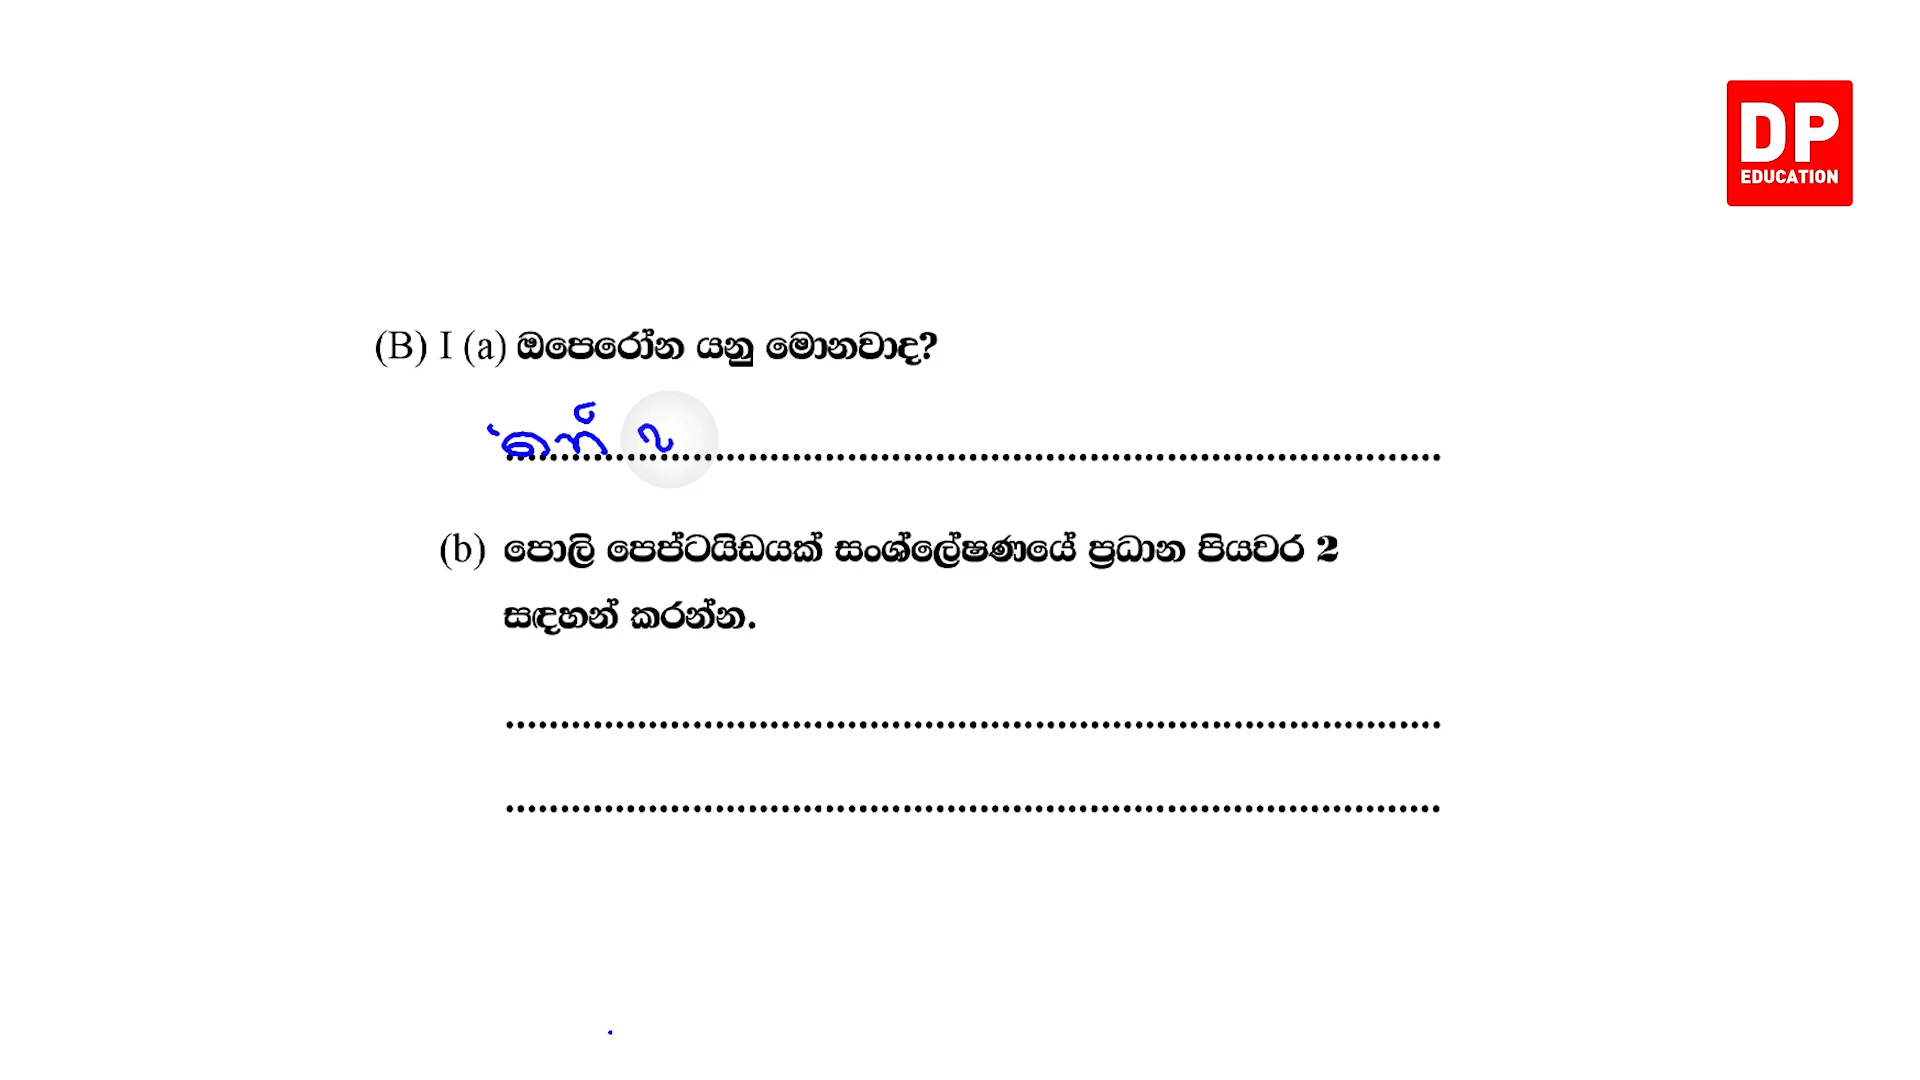 DP
EDUCATION
(B) I (a) ඔපෙරෝන යනු මොනවාද?
(b) පොලි පෙප්ටයිඩයක් සංශ්ලේෂණයේ ප්‍රධාන පියවර 2
සඳහන් කරන්න.